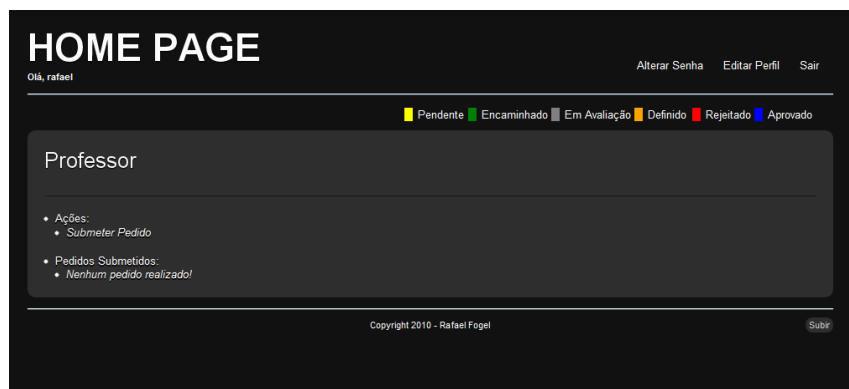 HOME PAGE
Olá, rafael
Alterar Senha Editar Perfil Sair
Pendente Encaminhado Em Avaliação Definido Rejeitado Aprovado
Professor
Ações:
Submeter Pedido
Pedidos Submetidos:
Nenhum pedido realizado!
Copyright 2010 - Rafael Fogel
Subir